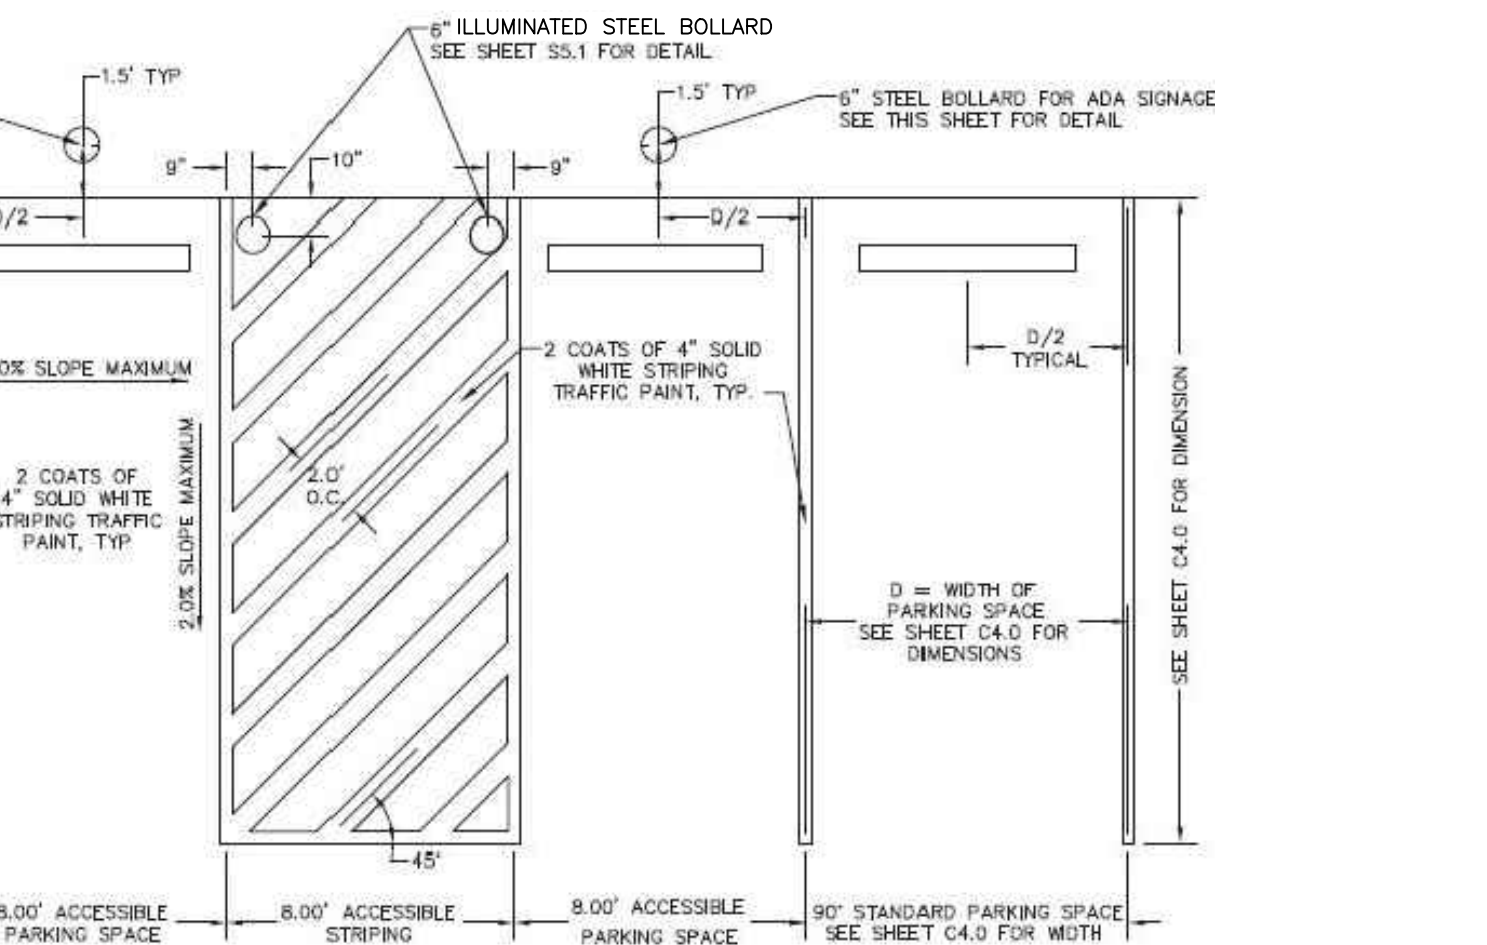 6" ILLUMINATED STEEL BOLLARD
SEE SHEET S5.1 FOR DETAIL
1.5' TYP
1.5' TYP
6" STEEL BOLLARD FOR ADA SIGNAGE
SEE THIS SHEET FOR DETAIL
9"
10"
9"
/2
D/2
D/2
TYPICAL
0% SLOPE MAXIMUM
2 COATS OF 4" SOLID
WHITE STRIPING
TRAFFIC PAINT, TYP.
2.0% SLOPE MAXIMUM
2 COATS OF
4" SOLID WHITE
STRIPING TRAFFIC
PAINT, TYP
2.0'
O.C.
SEE SHEET C4.0 FOR DIMENSION
D = WIDTH OF
PARKING SPACE
SEE SHEET C4.0 FOR
DIMENSIONS
45°
8.00' ACCESSIBLE
PARKING SPACE
8.00' ACCESSIBLE
STRIPING
8.00' ACCESSIBLE
PARKING SPACE
90° STANDARD PARKING SPACE
SEE SHEET C4.0 FOR WIDTH